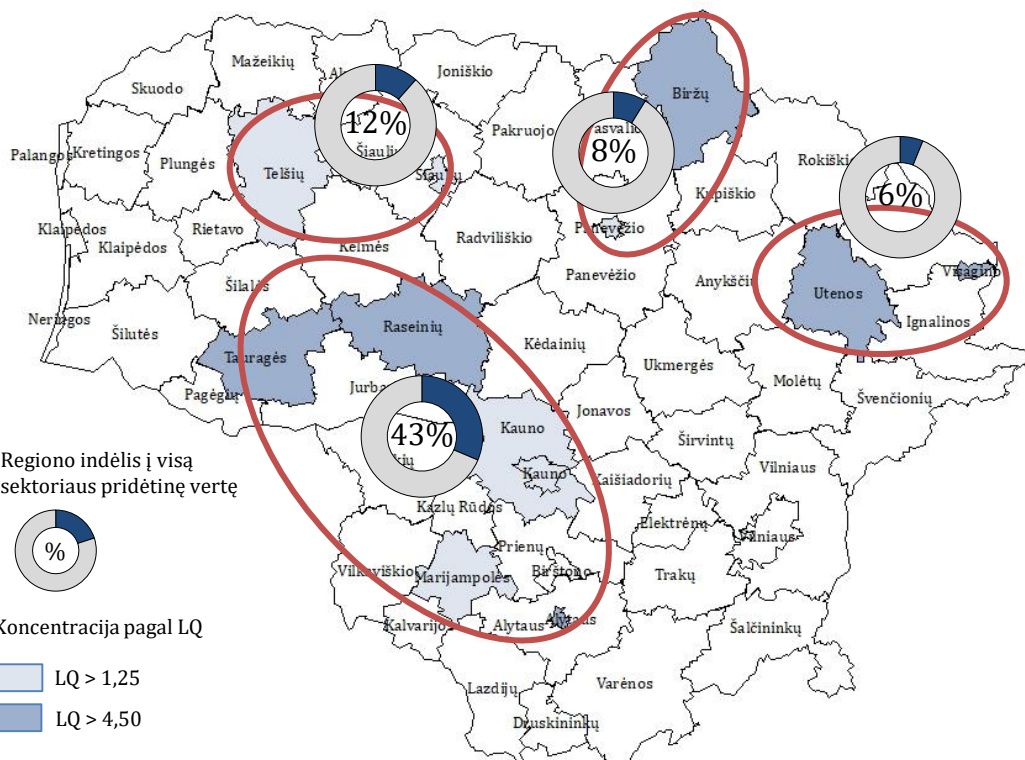 Mažeikių
Joniškio
Skuodo
Biržų
Pakruojo
12%
8%
Palangos
Kretingos
Plungės
Telšių
Šiaulių
Šiaulių
Rokiškio
Kupiškio
6%
Klaipėdos
Klaipėdos
Rietavo
Kelmės
Radviliškio
Panevėžio
Panevėžio
Anykščių
Visagino
Utenos
Ignalinos
Šilalės
Neringos
Šilutės
Raseinių
Tauragės
Kėdainių
Ukmergės
Molėtų
Švenčionių
Pagėgių
43%
Kauno
Jonavos
Širvintų
Vilniaus
Kauno
Kaišiadorių
Regiono indėlis į visą
sektoriaus pridėtinę vertę
Kazlų Rūdos
Elektrėnų
Vilniaus
%
Prienų
Vilkaviškio
Marijampolės
Birštono
Trakų
Koncentracija pagal LQ
Kalvarijos
Alytaus
Alytaus
Šalčininkų
LQ > 1,25
Lazdijų
Varėnos
LQ > 4,50
Druskininkų